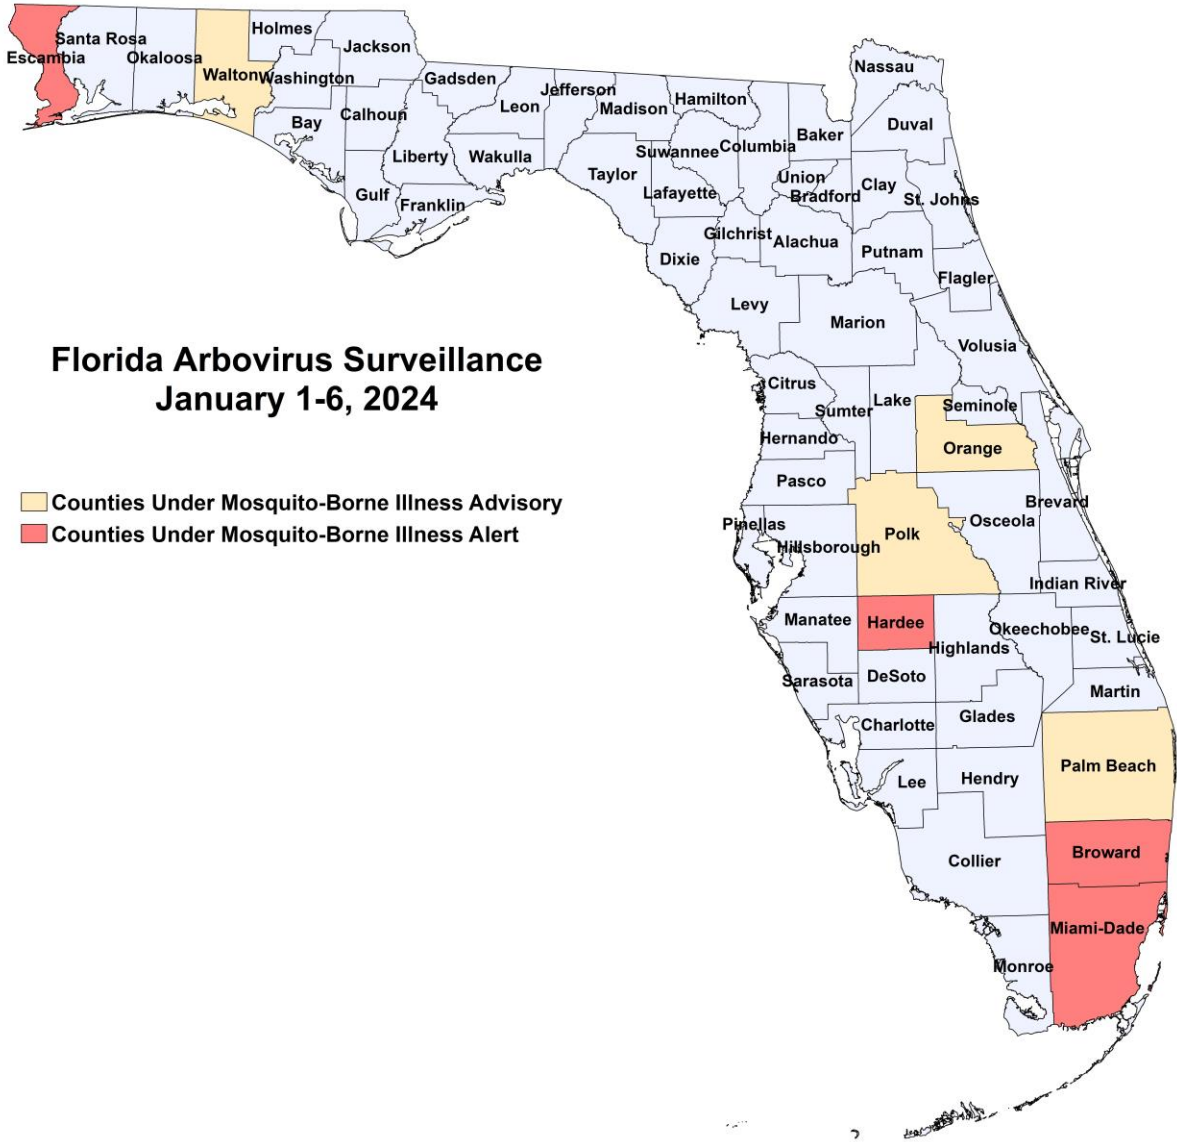 Holmes
Santa Rosa
Jackson
Escambia
Okaloosa
Walton
Washington
Nassau
Gadsden
Jefferson
Hamilton
Leon
Madison
Calhoun
Bay
Duval
Baker
Columbia
Suwannee
Liberty
Wakulla
Taylor
Union
Clay
Lafayette
Bradford
Gulf
Franklin
St. Johns
Gilchrist
Alachua
Putnam
Dixie
Flagler
Levy
Marion
Volusia
Florida Arbovirus Surveillance
January 1-6, 2024
Citrus
Lake
Seminole
Sumter
Hernando
Orange
Pasco
Counties Under Mosquito-Borne Illness Advisory
Brevard
Osceola
Pinellas
Counties Under Mosquito-Borne Illness Alert
Polk
Hillsborough
Indian River
Manatee
Hardee
Okeechobee
St. Lucie
Highlands
DeSoto
Sarasota
Martin
Glades
Charlotte
Palm Beach
Hendry
Lee
Broward
Collier
Miami-Dade
Monroe